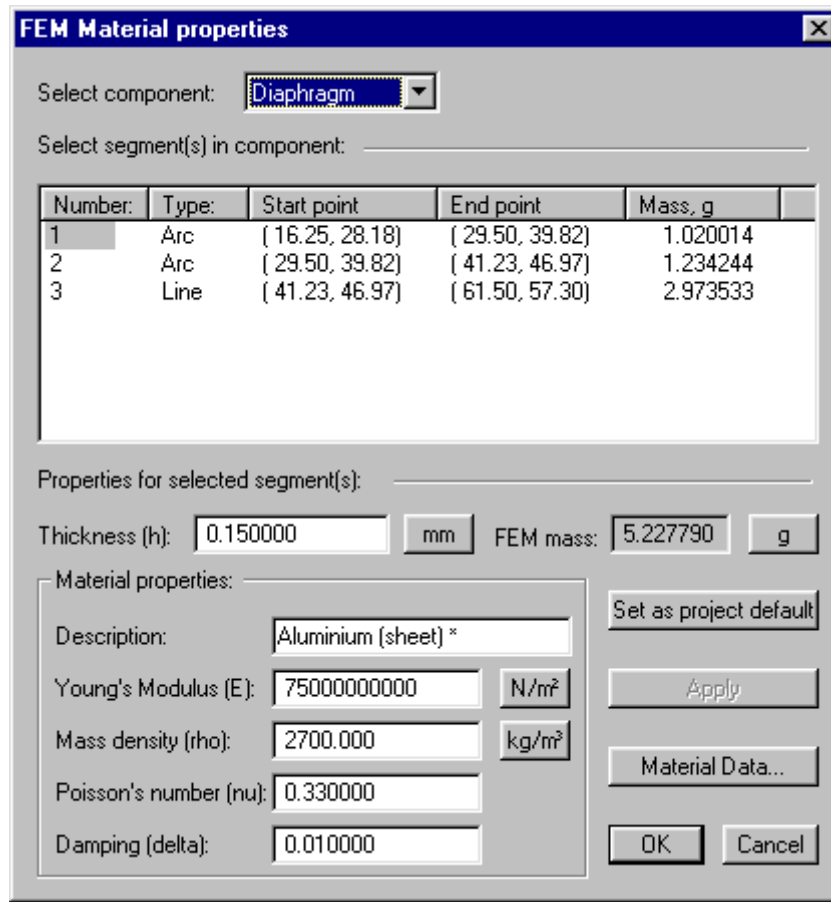 FEM Material properties
Select component: Diaphragm
Select segment(s) in component:
Number: Type: Start point End point Mass, g
1 Arc ( 16.25, 28.18) ( 29.50, 39.82) 1.020014
2 Arc ( 29.50, 39.82) ( 41.23, 46.97) 1.234244
3 Line ( 41.23, 46.97) ( 61.50, 57.30) 2.973533
Properties for selected segment(s):
Thickness (h): 0.150000 mm FEM mass: 5.227790 g
Material properties:
Set as project default
Description: Aluminium (sheet) *
Young's Modulus (E): 75000000000 N/m² Apply
Mass density (rho): 2700.000 kg/m³
Material Data...
Poisson's number (nu): 0.330000
Damping (delta): 0.010000 OK Cancel